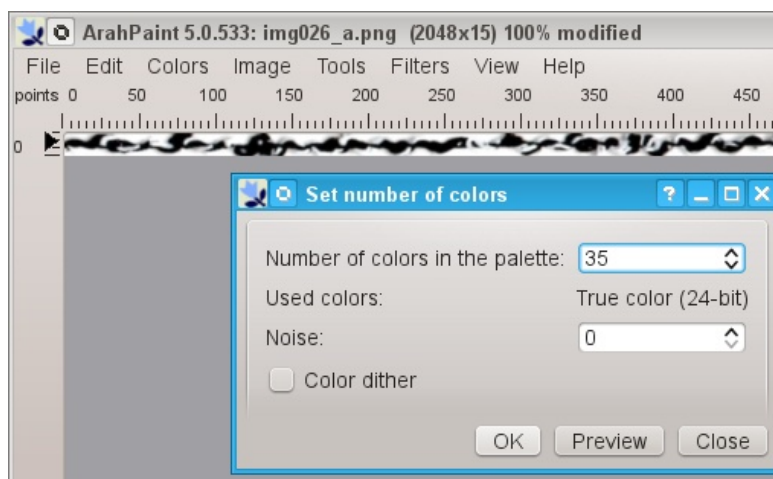 ArahPaint 5.0.533: img026_a.png (2048x15) 100% modified
File Edit Colors Image Tools Filters View Help
points 0 50 100 150 200 250 300 350 400 450
0
Set number of colors ?
Number of colors in the palette: 35
Used colors: True color (24-bit)
Noise: 0
Color dither
OK Preview Close